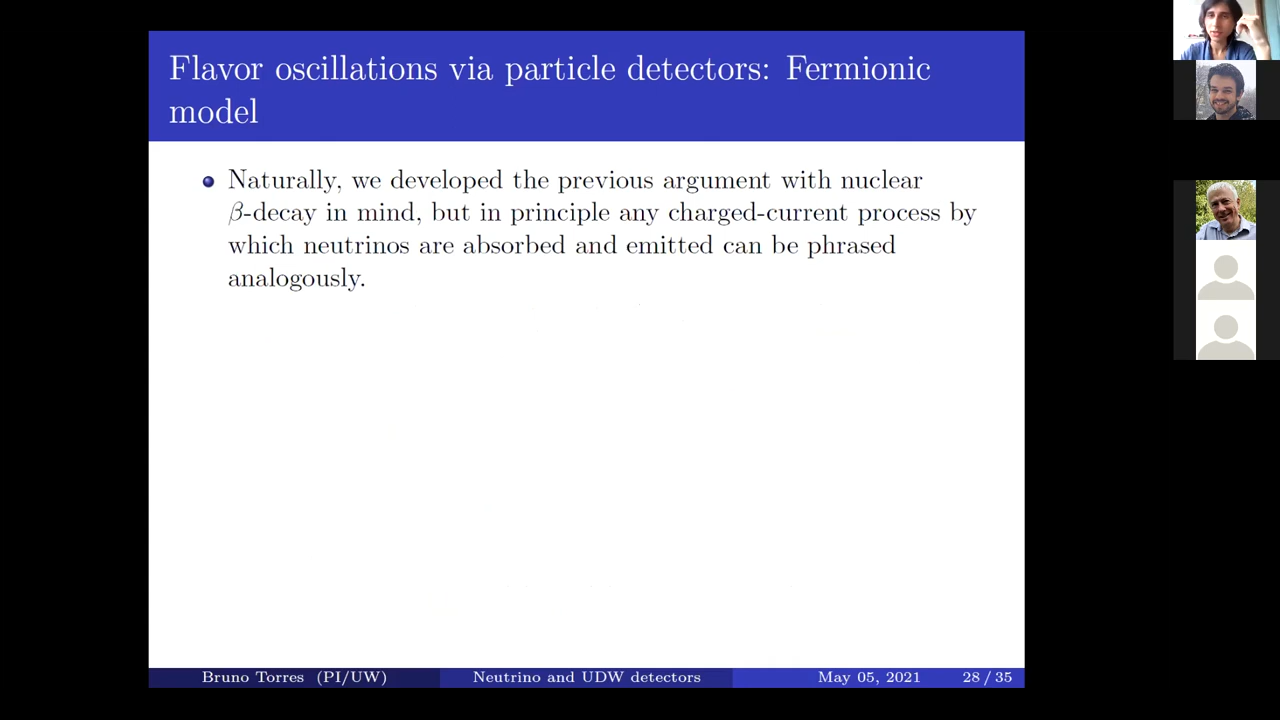 Flavor oscillations via particle detectors: Fermionic
model
Naturally, we developed the previous argument with nuclear
β-decay in mind, but in principle any charged-current process by
which neutrinos are absorbed and emitted can be phrased
analogously.
Bruno Torres (PI/UW) Neutrino and UDW detectors May 05, 2021 28 / 35